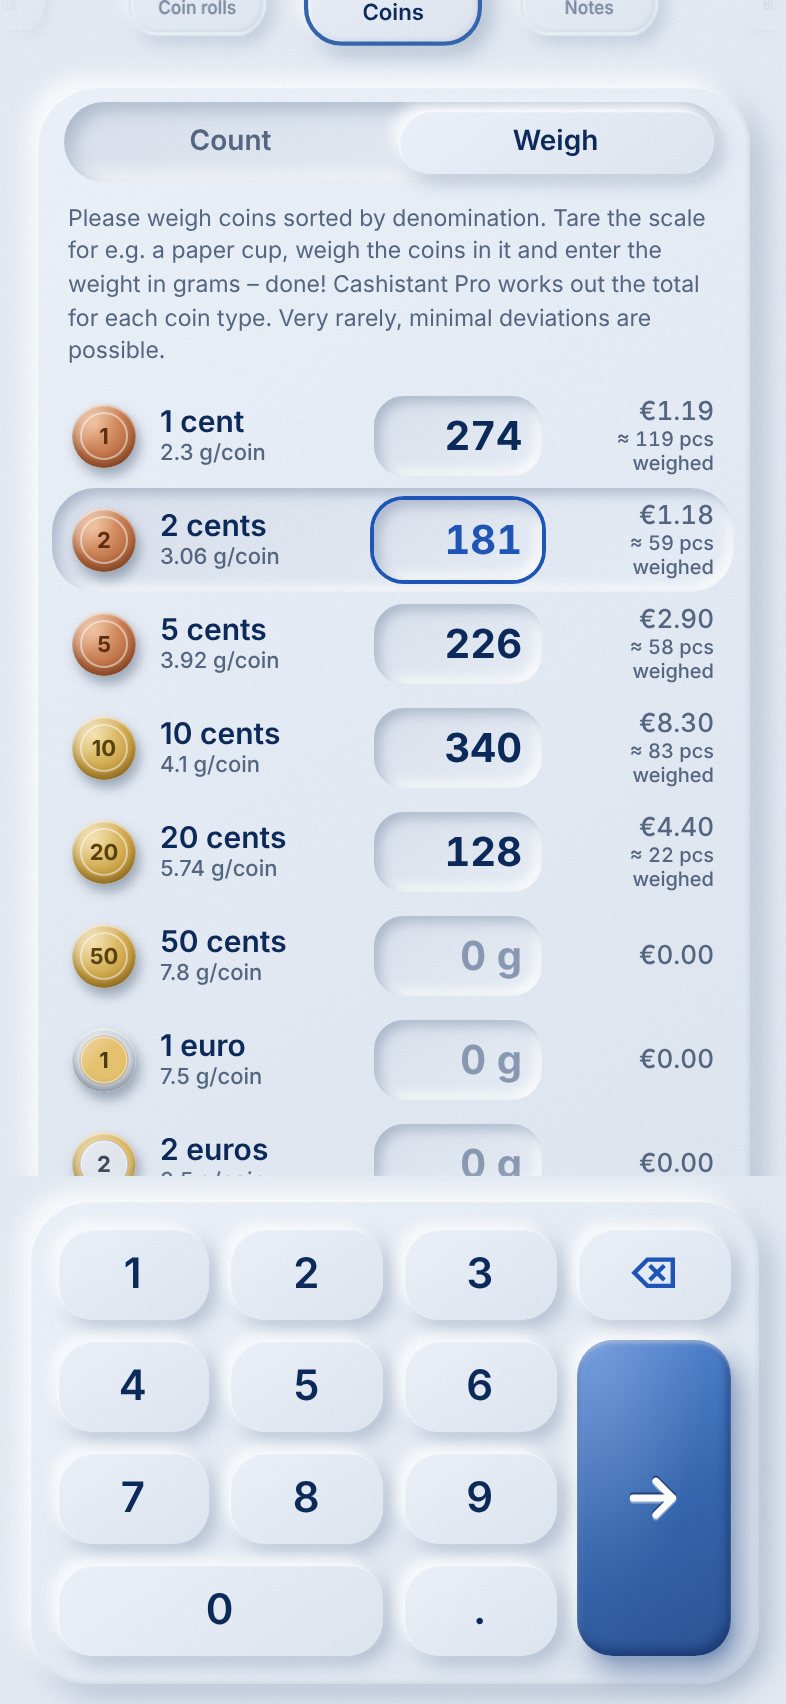 Coin rolls
Coins
Notes
Count
Weigh
Please weigh coins sorted by denomination. Tare the scale
for e.g. a paper cup, weigh the coins in it and enter the
weight in grams – done! Cashistant Pro works out the total
for each coin type. Very rarely, minimal deviations are
possible.
1
1 cent
2.3 g/coin
274
€1.19
≈ 119 pcs
weighed
2
2 cents
3.06 g/coin
181
€1.18
≈ 59 pcs
weighed
5
5 cents
3.92 g/coin
226
€2.90
≈ 58 pcs
weighed
10
10 cents
4.1 g/coin
340
€8.30
≈ 83 pcs
weighed
20
20 cents
5.74 g/coin
128
€4.40
≈ 22 pcs
weighed
50
50 cents
7.8 g/coin
0 g
€0.00
1
1 euro
7.5 g/coin
0 g
€0.00
2
2 euros
0 g
€0.00
1
2
3
4
5
6
7
8
9
0
.